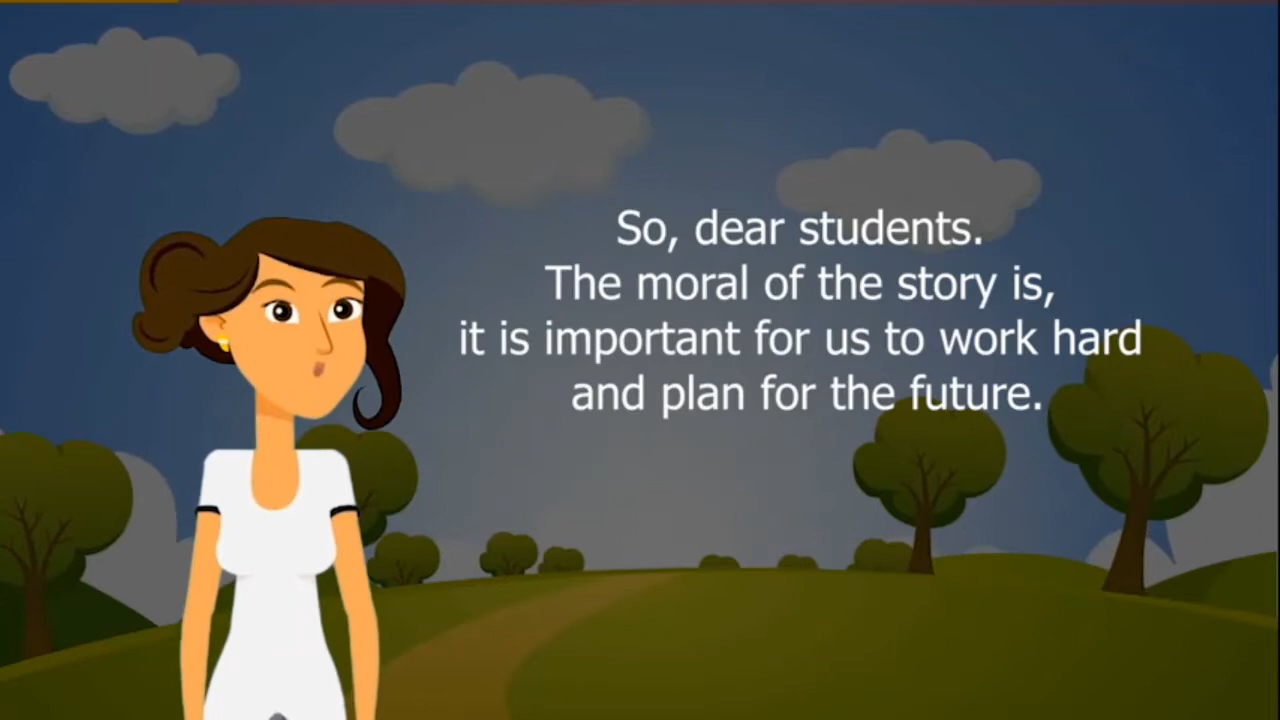 So, dear students.
The moral of the story is,
it is important for us to work hard
and plan for the future.